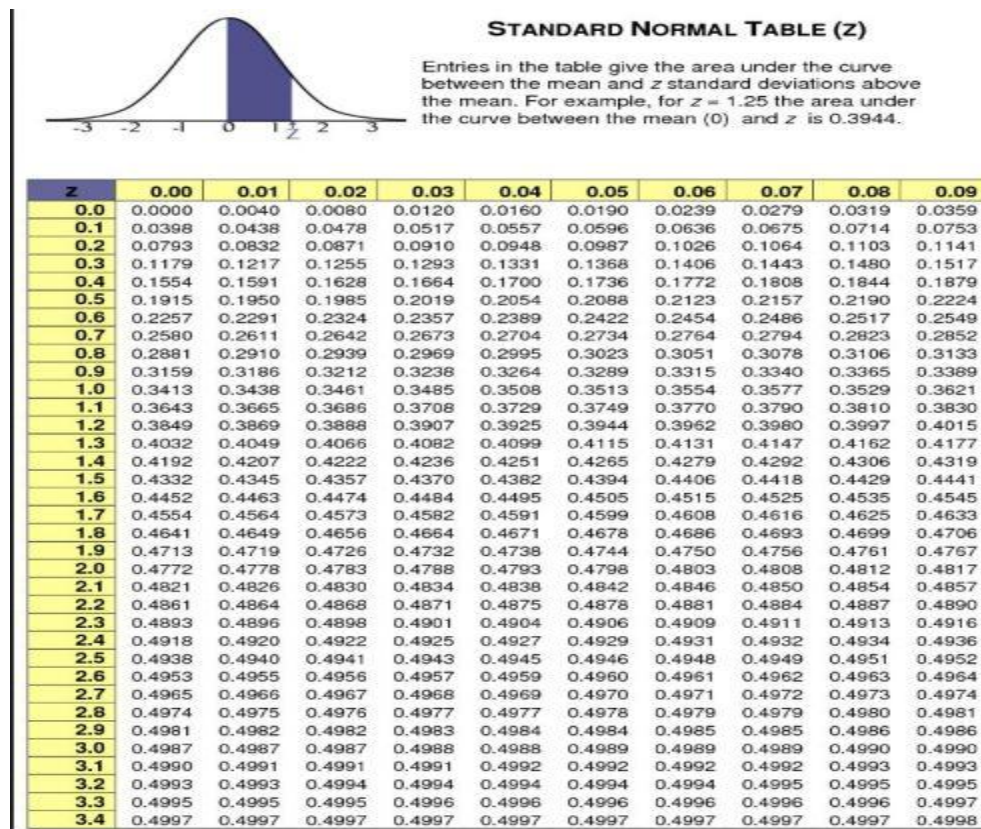 STANDARD NORMAL TABLE (Z)
Entries in the table give the area under the curve
between the mean and z standard deviations above
the mean. For example, for z = 1.25 the area under
the curve between the mean (0) and z is 0.3944.
-3 -2 -1 0 1 Z 2 3
z 0.00 0.01 0.02 0.03 0.04 0.05 0.06 0.07 0.08 0.09
0.0 0.0000 0.0040 0.0080 0.0120 0.0160 0.0190 0.0239 0.0279 0.0319 0.0359
0.1 0.0398 0.0438 0.0478 0.0517 0.0557 0.0596 0.0636 0.0675 0.0714 0.0753
0.2 0.0793 0.0832 0.0871 0.0910 0.0948 0.0987 0.1026 0.1064 0.1103 0.1141
0.3 0.1179 0.1217 0.1255 0.1293 0.1331 0.1368 0.1406 0.1443 0.1480 0.1517
0.4 0.1554 0.1591 0.1628 0.1664 0.1700 0.1736 0.1772 0.1808 0.1844 0.1879
0.5 0.1915 0.1950 0.1985 0.2019 0.2054 0.2088 0.2123 0.2157 0.2190 0.2224
0.6 0.2257 0.2291 0.2324 0.2357 0.2389 0.2422 0.2454 0.2486 0.2517 0.2549
0.7 0.2580 0.2611 0.2642 0.2673 0.2704 0.2734 0.2764 0.2794 0.2823 0.2852
0.8 0.2881 0.2910 0.2939 0.2969 0.2995 0.3023 0.3051 0.3078 0.3106 0.3133
0.9 0.3159 0.3186 0.3212 0.3238 0.3264 0.3289 0.3315 0.3340 0.3365 0.3389
1.0 0.3413 0.3438 0.3461 0.3485 0.3508 0.3513 0.3554 0.3577 0.3529 0.3621
1.1 0.3643 0.3665 0.3686 0.3708 0.3729 0.3749 0.3770 0.3790 0.3810 0.3830
1.2 0.3849 0.3869 0.3888 0.3907 0.3925 0.3944 0.3962 0.3980 0.3997 0.4015
1.3 0.4032 0.4049 0.4066 0.4082 0.4099 0.4115 0.4131 0.4147 0.4162 0.4177
1.4 0.4192 0.4207 0.4222 0.4236 0.4251 0.4265 0.4279 0.4292 0.4306 0.4319
1.5 0.4332 0.4345 0.4357 0.4370 0.4382 0.4394 0.4406 0.4418 0.4429 0.4441
1.6 0.4452 0.4463 0.4474 0.4484 0.4495 0.4505 0.4515 0.4525 0.4535 0.4545
1.7 0.4554 0.4564 0.4573 0.4582 0.4591 0.4599 0.4608 0.4616 0.4625 0.4633
1.8 0.4641 0.4649 0.4656 0.4664 0.4671 0.4678 0.4686 0.4693 0.4699 0.4706
1.9 0.4713 0.4719 0.4726 0.4732 0.4738 0.4744 0.4750 0.4756 0.4761 0.4767
2.0 0.4772 0.4778 0.4783 0.4788 0.4793 0.4798 0.4803 0.4808 0.4812 0.4817
2.1 0.4821 0.4826 0.4830 0.4834 0.4838 0.4842 0.4846 0.4850 0.4854 0.4857
2.2 0.4861 0.4864 0.4868 0.4871 0.4875 0.4878 0.4881 0.4884 0.4887 0.4890
2.3 0.4893 0.4896 0.4898 0.4901 0.4904 0.4906 0.4909 0.4911 0.4913 0.4916
2.4 0.4918 0.4920 0.4922 0.4925 0.4927 0.4929 0.4931 0.4932 0.4934 0.4936
2.5 0.4938 0.4940 0.4941 0.4943 0.4945 0.4946 0.4948 0.4949 0.4951 0.4952
2.6 0.4953 0.4955 0.4956 0.4957 0.4959 0.4960 0.4961 0.4962 0.4963 0.4964
2.7 0.4965 0.4966 0.4967 0.4968 0.4969 0.4970 0.4971 0.4972 0.4973 0.4974
2.8 0.4974 0.4975 0.4976 0.4977 0.4977 0.4978 0.4979 0.4979 0.4980 0.4981
2.9 0.4981 0.4982 0.4982 0.4983 0.4984 0.4984 0.4985 0.4985 0.4986 0.4986
3.0 0.4987 0.4987 0.4987 0.4988 0.4988 0.4989 0.4989 0.4989 0.4990 0.4990
3.1 0.4990 0.4991 0.4991 0.4991 0.4992 0.4992 0.4992 0.4992 0.4993 0.4993
3.2 0.4993 0.4993 0.4994 0.4994 0.4994 0.4994 0.4994 0.4995 0.4995 0.4995
3.3 0.4995 0.4995 0.4995 0.4996 0.4996 0.4996 0.4996 0.4996 0.4996 0.4997
3.4 0.4997 0.4997 0.4997 0.4997 0.4997 0.4997 0.4997 0.4997 0.4997 0.4998